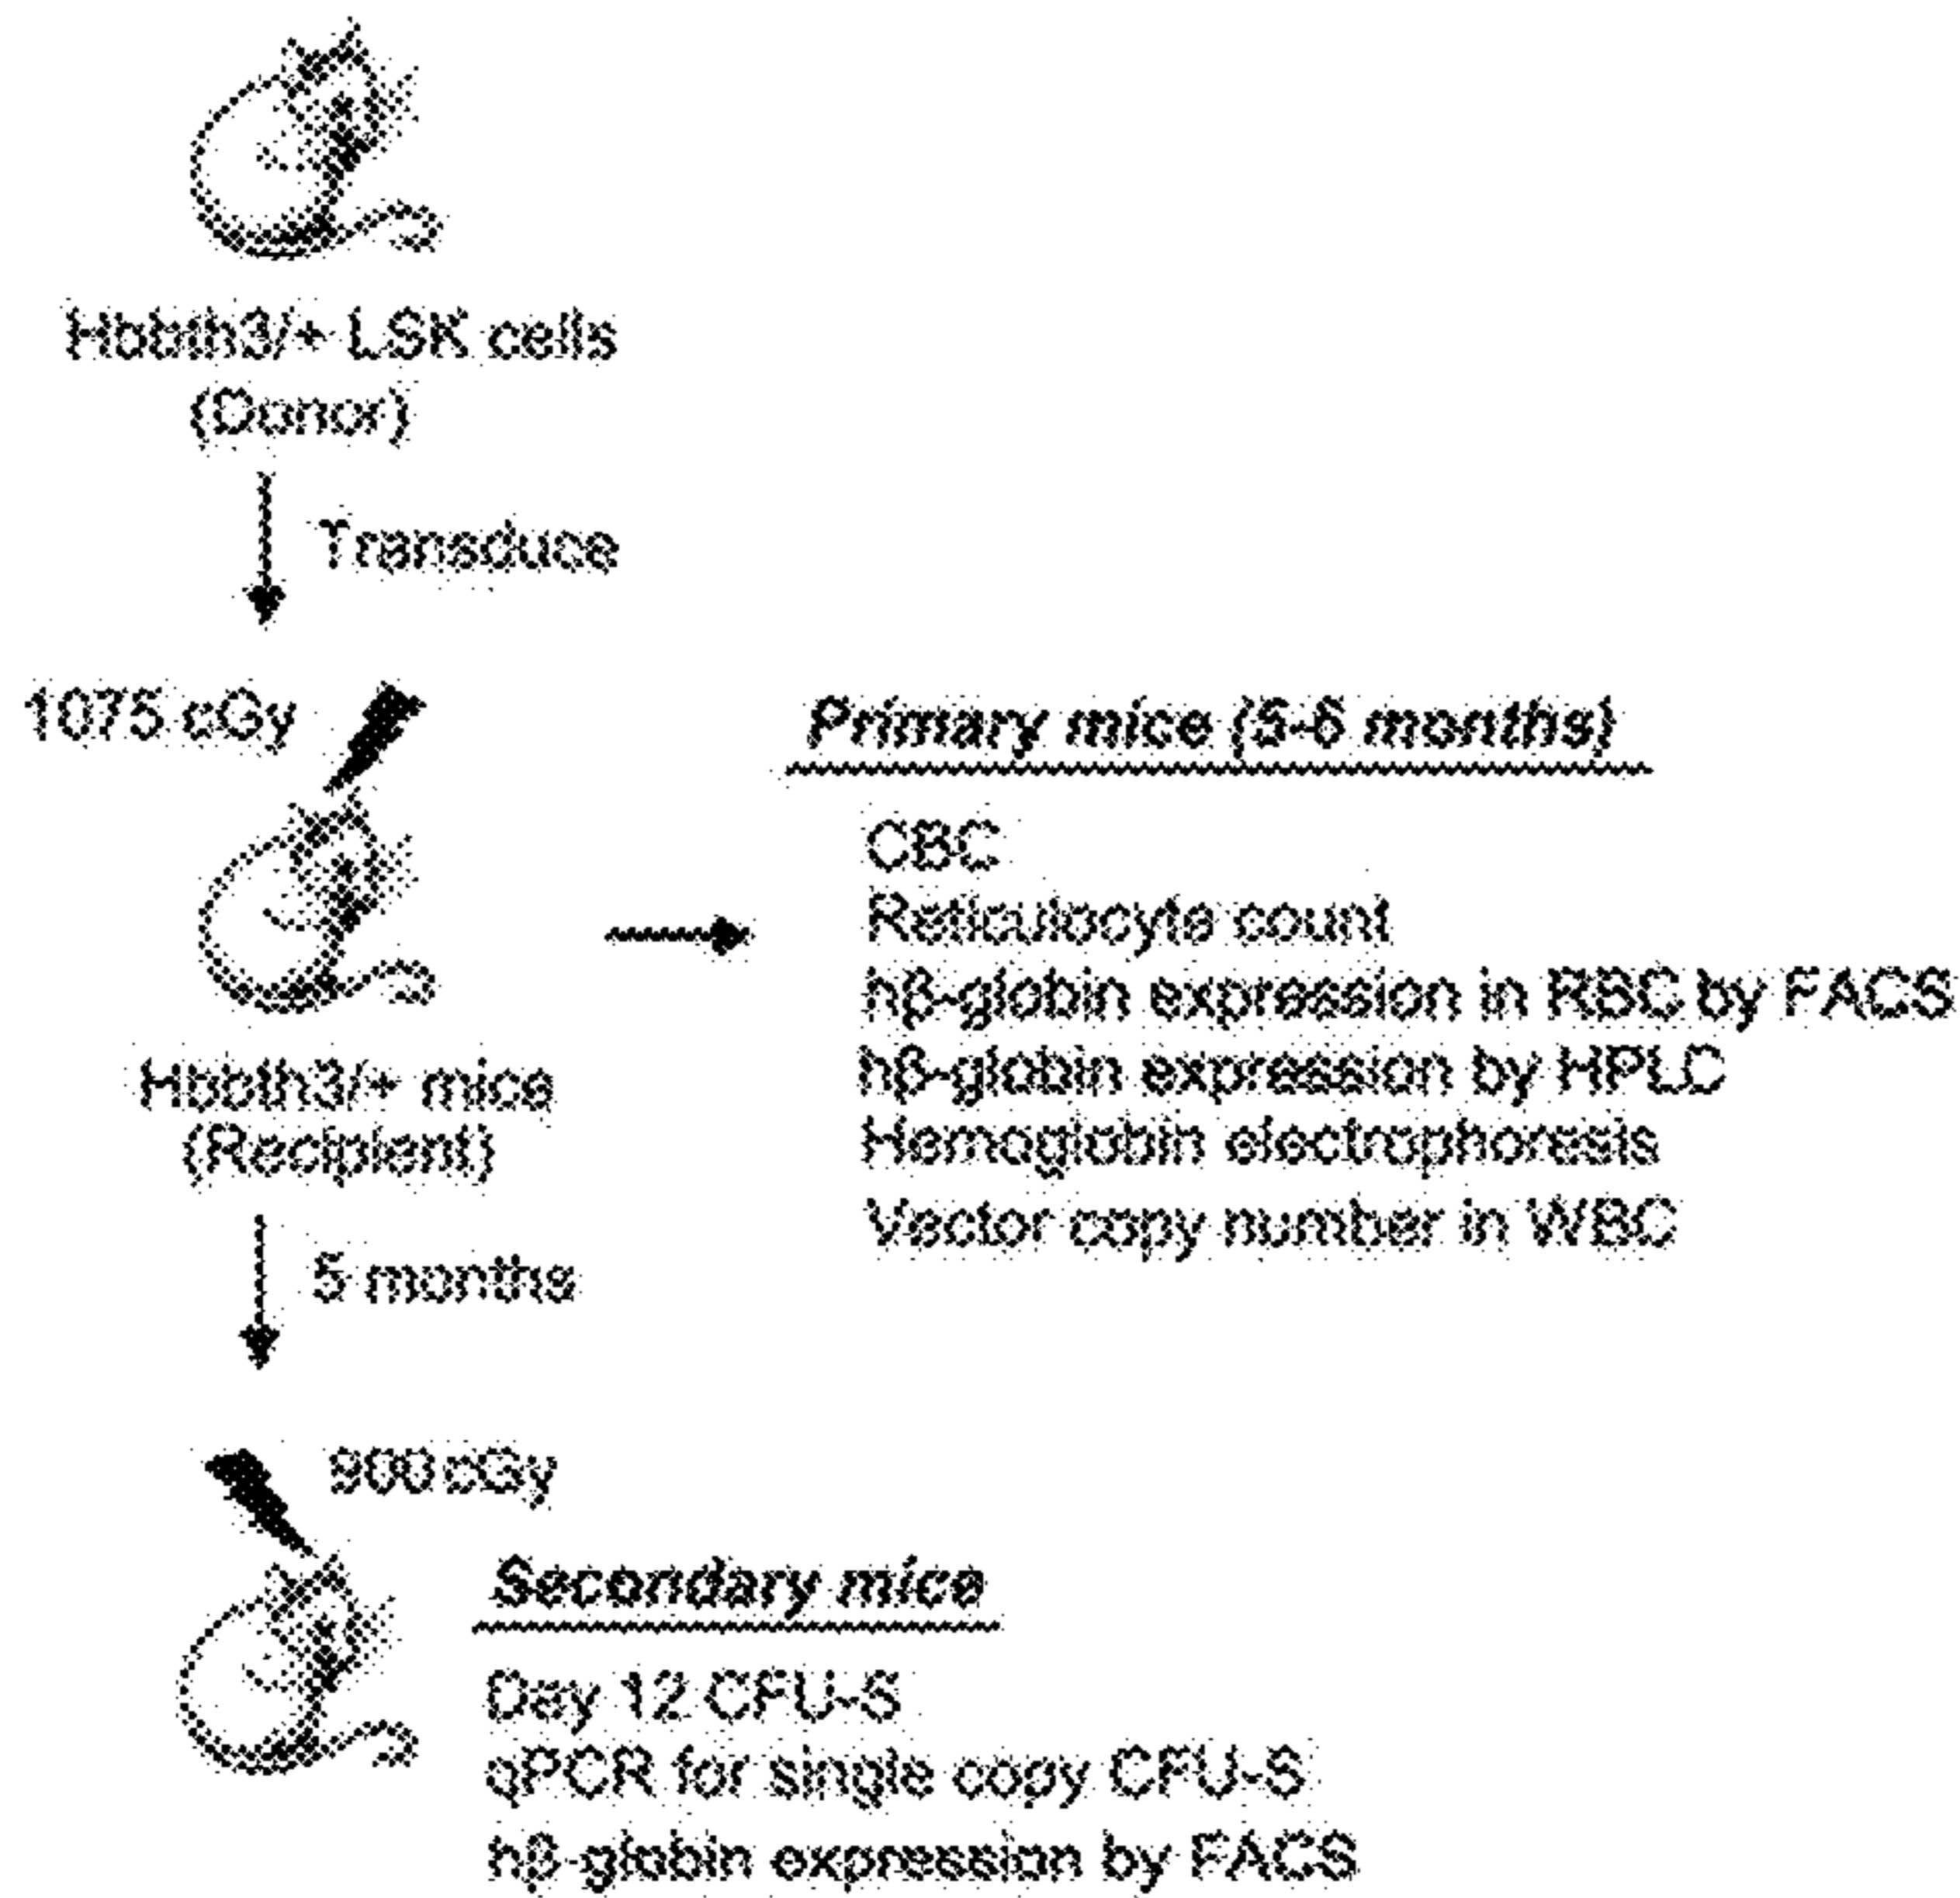 Hbbth3/+ LSK cells
(Donor)
Transduce
1075 cGy
Primary mice (5-6 months)
CBC
Reticulocyte count
hβ-globin expression in RBC by FACS
hβ-globin expression by HPLC
Hemoglobin electrophoresis
Vector copy number in WBC
Hbbth3/+ mice
(Recipient)
5 months
900 cGy
Secondary mice
Day 12 CFU-S
qPCR for single copy CFU-S
hβ-globin expression by FACS